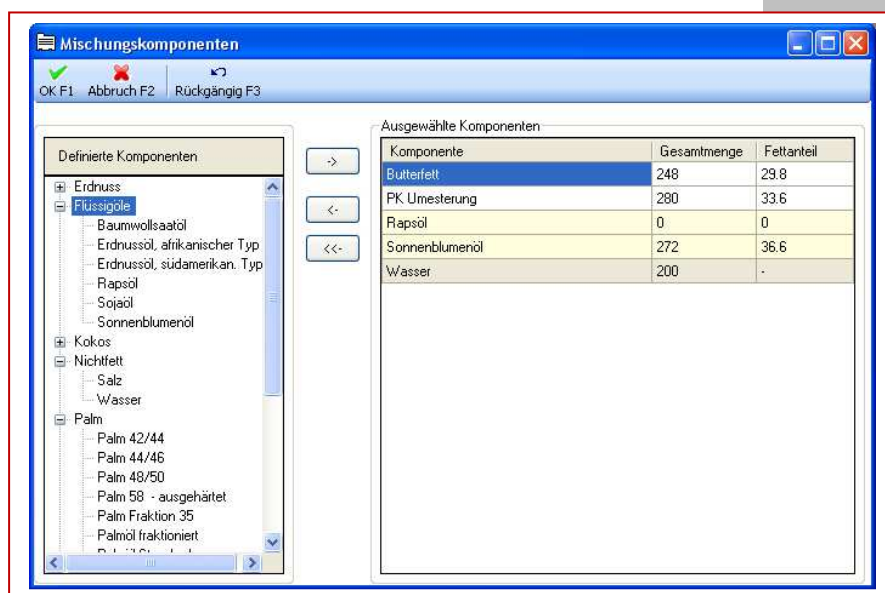 Mischungskomponenten
OK F1 Abbruch F2 Rückgängig F3
Definierte Komponenten
Erdnuss
Flüssigöle
Baumwollsaatöl
Erdnussöl, afrikanischer Typ
Erdnussöl, südamerikan. Typ
Rapsöl
Sojaöl
Sonnenblumenöl
Kokos
Nichtfett
Salz
Wasser
Palm
Palm 42/44
Palm 44/46
Palm 48/50
Palm 58 - ausgehärtet
Palm Fraktion 35
Palmöl fraktioniert
->
<-
<<-
Ausgewählte Komponenten
Komponente Gesamtmenge Fettanteil
Butterfett 248 29.8
PK Umesterung 280 33.6
Rapsöl 0 0
Sonnenblumenöl 272 36.6
Wasser 200 -